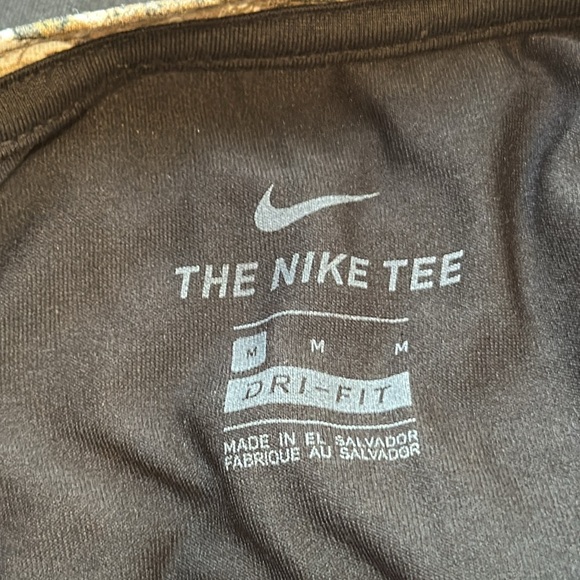 THE NIKE TEE
M M M
DRI-FIT
MADE IN EL SALVADOR
FABRIQUE AU SALVADOR